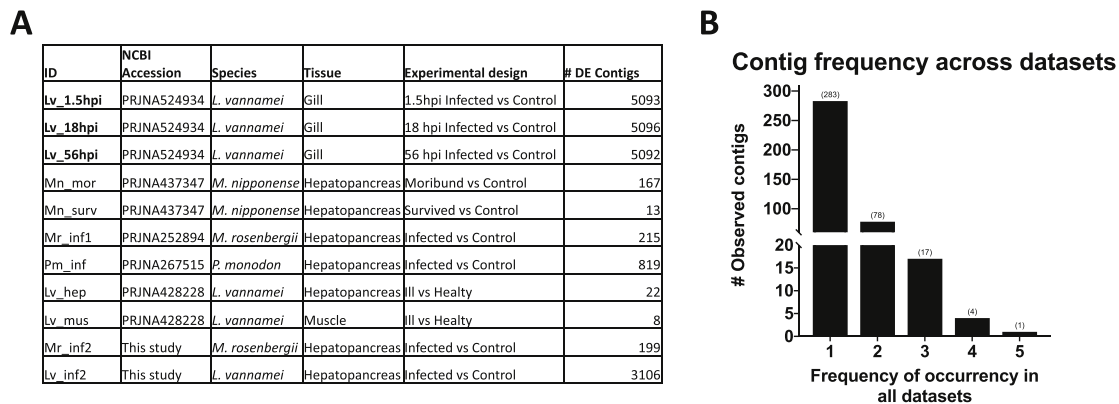 A
NCBI
ID Accession Species Tissue Experimental design # DE Contigs
Lv_1.5hpi PRJNA524934 L. vannamei Gill 1.5hpi Infected vs Control 5093
Lv_18hpi PRJNA524934 L. vannamei Gill 18 hpi Infected vs Control 5096
Lv_56hpi PRJNA524934 L. vannamei Gill 56 hpi Infected vs Control 5092
Mn_mor PRJNA437347 M. nipponense Hepatopancreas Moribund vs Control 167
Mn_surv PRJNA437347 M. nipponense Hepatopancreas Survived vs Control 13
Mr_inf1 PRJNA252894 M. rosenbergii Hepatopancreas Infected vs Control 215
Pm_inf PRJNA267515 P. monodon Hepatopancreas Infected vs Control 819
Lv_hep PRJNA428228 L. vannamei Hepatopancreas Ill vs Healty 22
Lv_mus PRJNA428228 L. vannamei Muscle Ill vs Healty 8
Mr_inf2 This study M. rosenbergii Hepatopancreas Infected vs Control 199
Lv_inf2 This study L. vannamei Hepatopancreas Infected vs Control 3106
B
Contig frequency across datasets
# Observed contigs
300
250
200
150
100
20
15
10
5
0
(283)
(78)
(17)
(4)
(1)
1 2 3 4 5
Frequency of occurrency in
all datasets